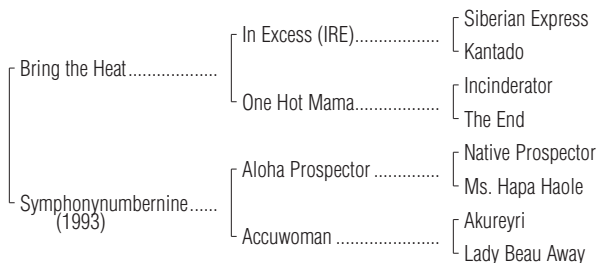 Siberian Express
In Excess (IRE)..................
Kantado
Bring the Heat...................
Incinderator
One Hot Mama..................
The End
Native Prospector
Aloha Prospector ..............
Ms. Hapa Haole
Symphonynumbernine......
(1993)
Akureyri
Accuwoman ......................
Lady Beau Away